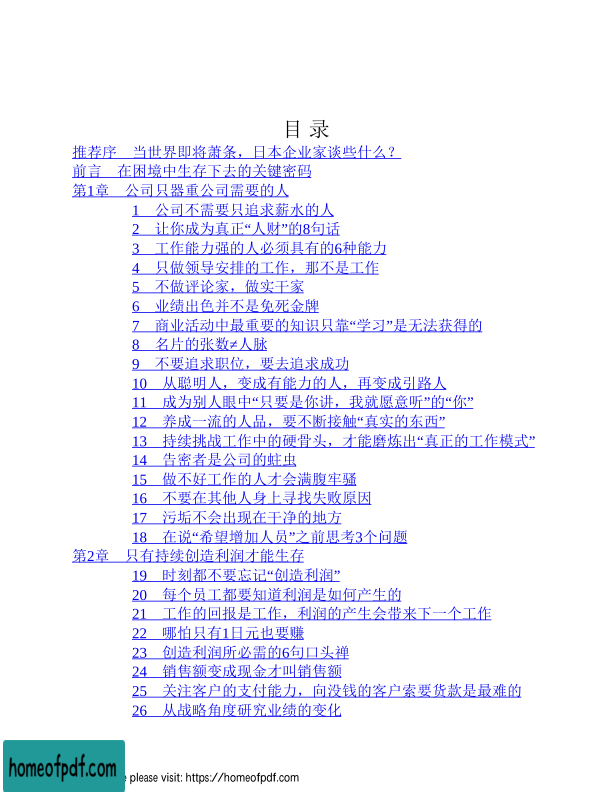 目 录
推荐序 当世界即将萧条，日本企业家谈些什么？
前言 在困境中生存下去的关键密码
第1章 公司只器重公司需要的人
1 公司不需要只追求薪水的人
2 让你成为真正“人财”的8句话
3 工作能力强的人必须具有的6种能力
4 只做领导安排的工作，那不是工作
5 不做评论家，做实干家
6 业绩出色并不是免死金牌
7 商业活动中最重要的知识只靠“学习”是无法获得的
8 名片的张数≠人脉
9 不要追求职位，要去追求成功
10 从聪明人，变成有能力的人，再变成引路人
11 成为别人眼中“只要是你讲，我就愿意听”的“你”
12 养成一流的人品，要不断接触“真实的东西”
13 持续挑战工作中的硬骨头，才能磨炼出“真正的工作模式”
14 告密者是公司的蛀虫
15 做不好工作的人才会满腹牢骚
16 不要在其他人身上寻找失败原因
17 污垢不会出现在干净的地方
18 在说“希望增加人员”之前思考3个问题
第2章 只有持续创造利润才能生存
19 时刻都不要忘记“创造利润”
20 每个员工都要知道利润是如何产生的
21 工作的回报是工作，利润的产生会带来下一个工作
22 哪怕只有1日元也要赚
23 创造利润所必需的6句口头禅
24 销售额变成现金才叫销售额
25 关注客户的支付能力，向没钱的客户索要货款是最难的
26 从战略角度研究业绩的变化
homeofpdf.com
e please visit: https://homeofpdf.com